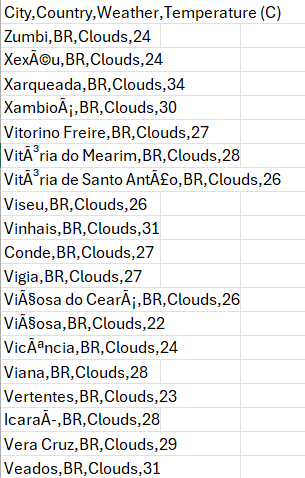 City,Country,Weather,Temperature (C)
Zumbi,BR,Clouds,24
XexÃ©u,BR,Clouds,24
Xarqueada,BR,Clouds,34
XambioÃ¡,BR,Clouds,30
Vitorino Freire,BR,Clouds,27
VitÃ³ria do Mearim,BR,Clouds,28
VitÃ³ria de Santo AntÃ£o,BR,Clouds,26
Viseu,BR,Clouds,26
Vinhais,BR,Clouds,31
Conde,BR,Clouds,27
Vigia,BR,Clouds,27
ViÃ§osa do CearÃ¡,BR,Clouds,26
ViÃ§osa,BR,Clouds,22
VicÃªncia,BR,Clouds,24
Viana,BR,Clouds,28
Vertentes,BR,Clouds,23
IcaraÃ-,BR,Clouds,28
Vera Cruz,BR,Clouds,29
Veados,BR,Clouds,31